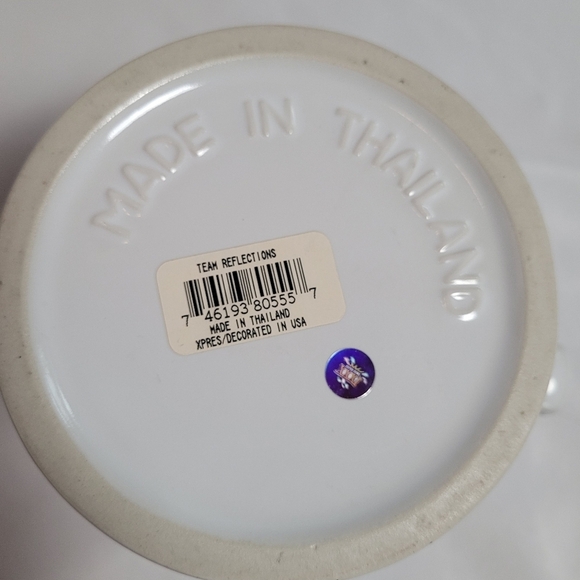 MADE IN THAILAND
TEAM REFLECTIONS
7 46193 80555 7
MADE IN THAILAND
XPRES/DECORATED IN USA